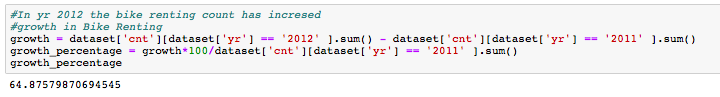 #In yr 2012 the bike renting count has incresed
#growth in Bike Renting
growth = dataset['cnt'][dataset['yr'] == '2012' ].sum() - dataset['cnt'][dataset['yr'] == '2011' ].sum()
growth_percentage = growth*100/dataset['cnt'][dataset['yr'] == '2011' ].sum()
growth_percentage
64.87579870694545